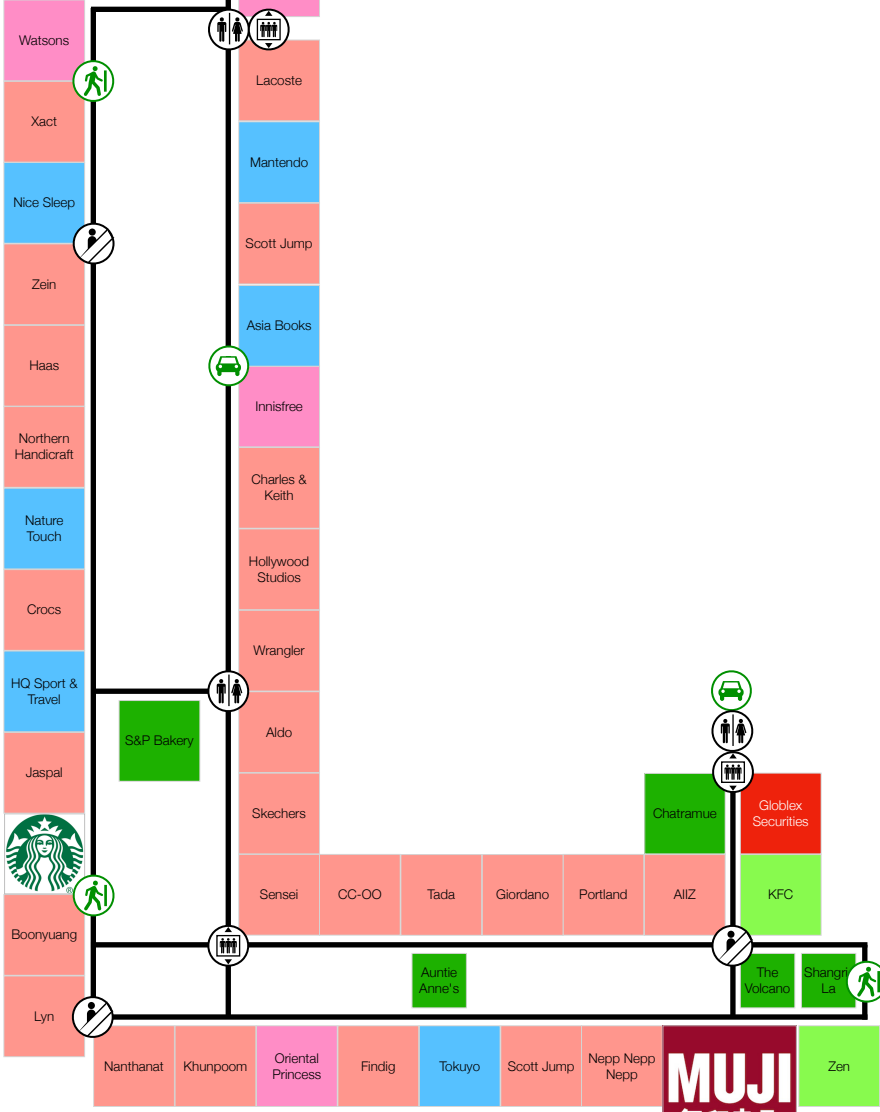 Watsons
Xact
Nice Sleep
Zein
Haas
Northern
Handicraft
Nature
Touch
Crocs
HQ Sport &
Travel
Jaspal
®
Boonyuang
Lyn
S&P Bakery
Lacoste
Mantendo
Scott Jump
Asia Books
Innisfree
Charles &
Keith
Hollywood
Studios
Wrangler
Aldo
Skechers
Sensei
CC-OO
Tada
Giordano
Portland
AIIZ
Chatramue
Globlex
Securities
KFC
Auntie
Anne's
The
Volcano
Shangri
La
Nanthanat
Khunpoom
Oriental
Princess
Findig
Tokuyo
Scott Jump
Nepp Nepp
Nepp
MUJI
Zen